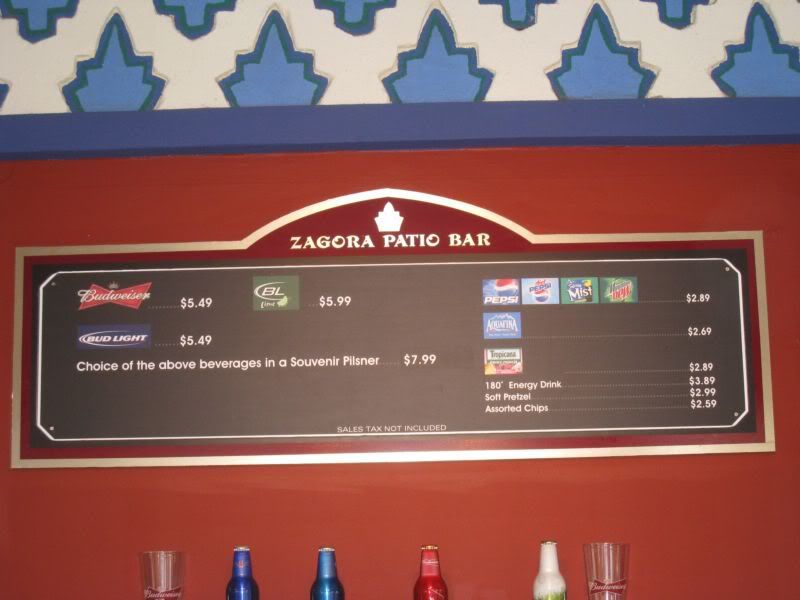 ZAGORA PATIO BAR
Budweiser $5.49
BL Lime $5.99
BUD LIGHT $5.49
Choice of the above beverages in a Souvenir Pilsner $7.99
PEPSI PEPSI Mist $2.89
AQUAFINA $2.69
Tropicana $2.89
180° Energy Drink $3.89
Soft Pretzel $2.99
Assorted Chips $2.59
SALES TAX NOT INCLUDED
Budweiser
Budweiser